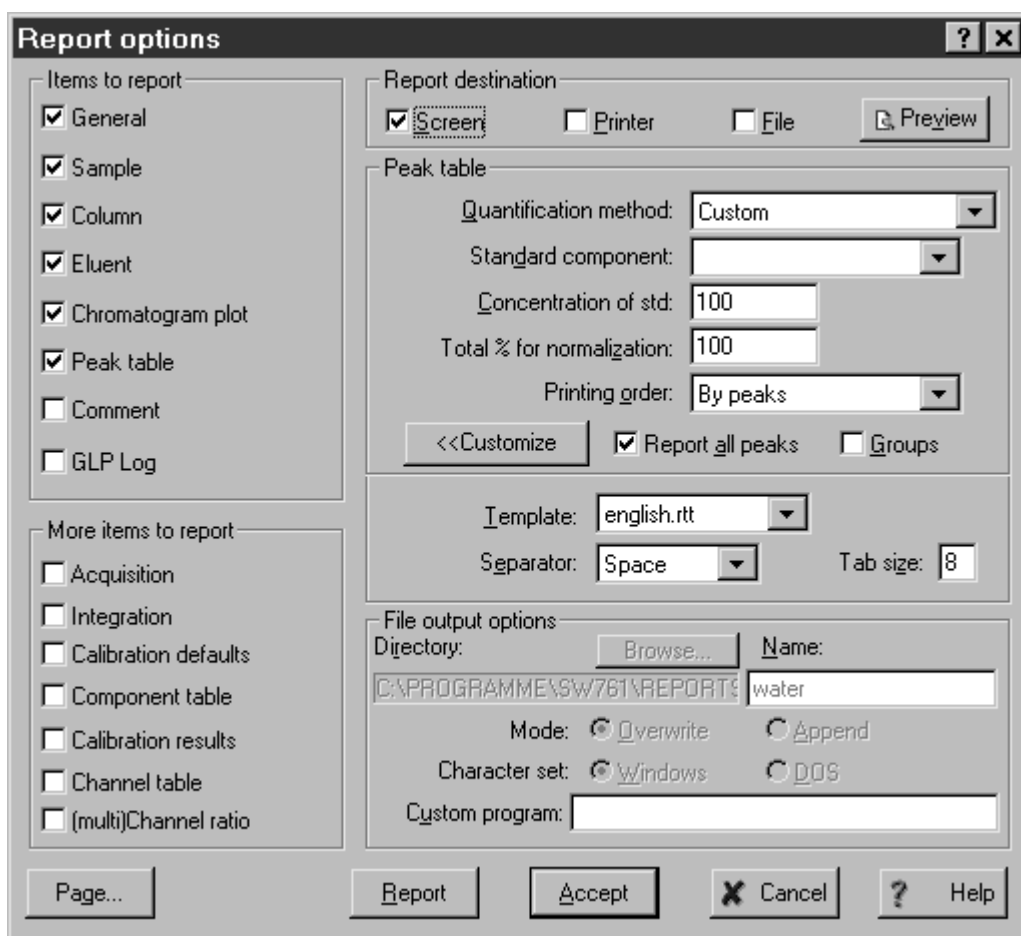 Report options
Items to report
General
Sample
Column
Eluent
Chromatogram plot
Peak table
Comment
GLP Log
More items to report
Acquisition
Integration
Calibration defaults
Component table
Calibration results
Channel table
(multi)Channel ratio
Report destination
Screen Printer File Preview
Peak table
Quantification method: Custom
Standard component:
Concentration of std: 100
Total % for normalization: 100
Printing order: By peaks
<<Customize Report all peaks Groups
Template: english.rtt
Separator: Space Tab size: 8
File output options
Directory: Browse... Name:
C:\PROGRAMME\SW761\REPORTS water
Mode: Overwrite Append
Character set: Windows DOS
Custom program:
Page... Report Accept Cancel Help